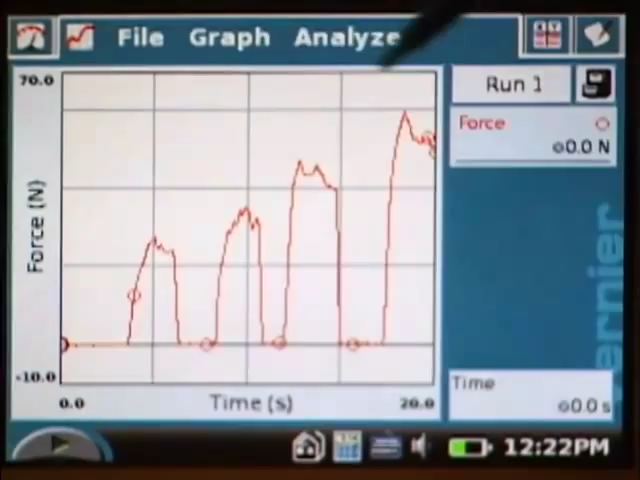 File Graph Analyze
70.0
Force (N)
-10.0
0.0
Time (s)
20.0
Run 1
Force
0.0 N
ernier
Time
0.0 s
12:22PM